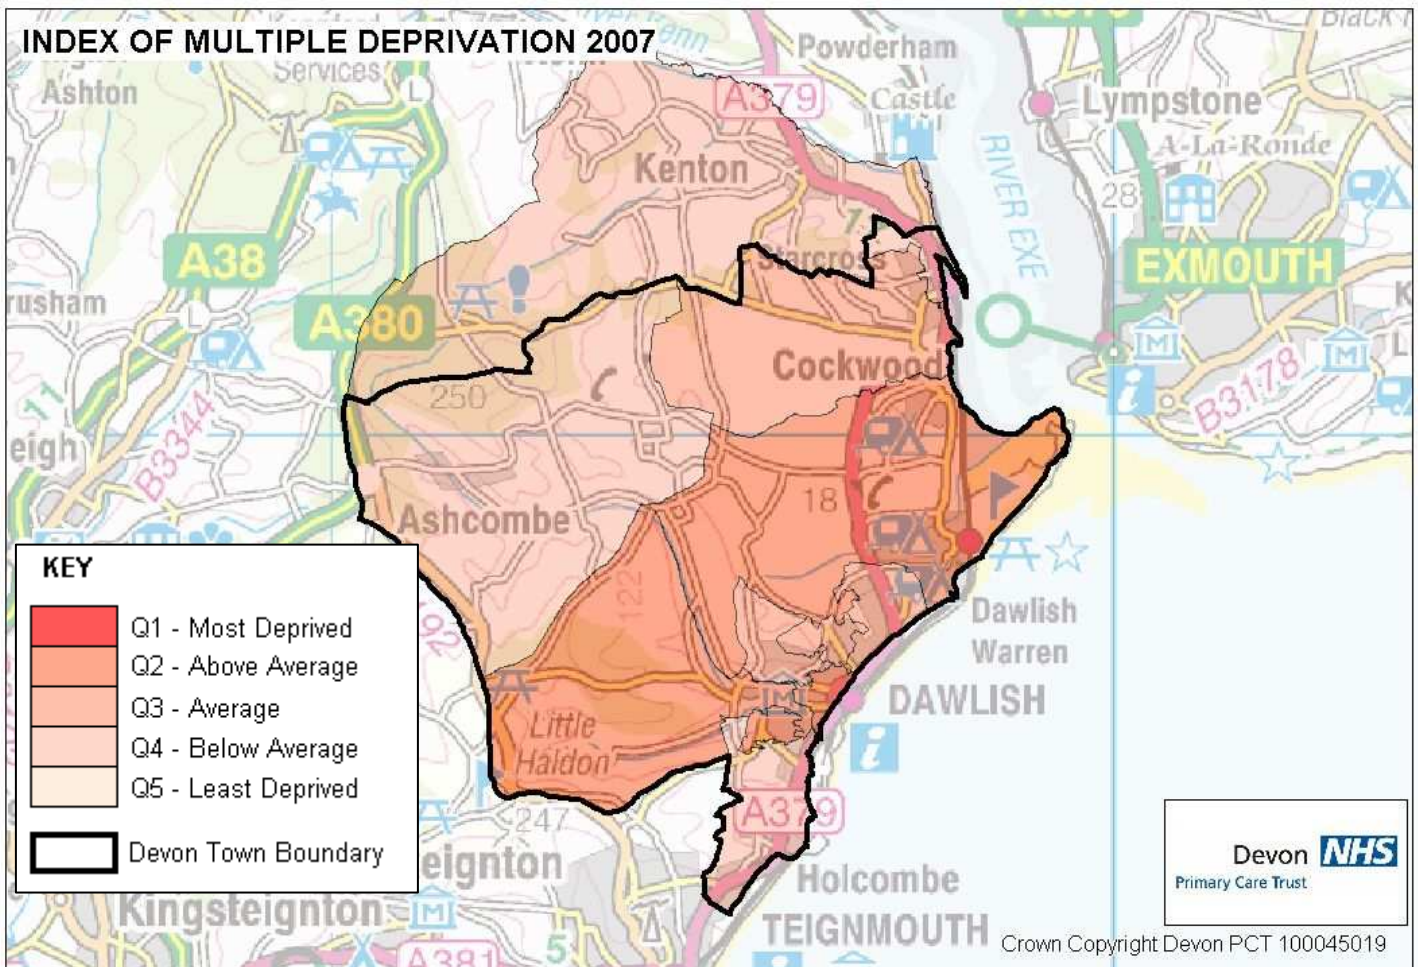 INDEX OF MULTIPLE DEPRIVATION 2007
Services
Ashton
A379
Powderham
Castle
Lympstone
A-La-Ronde
Kenton
28
RIVER EXE
A38
Starcross
EXMOUTH
rusham
A380
Cockwood
250
11
B3344
B3178
eigh
18
Ashcombe
122
KEY
Q1 - Most Deprived
Q2 - Above Average
Q3 - Average
Q4 - Below Average
Q5 - Least Deprived
Devon Town Boundary
Dawlish
Warren
DAWLISH
Little
Haldon
A379
247
eignton
Holcombe
Kingsteignton
TEIGNMOUTH
5
A381
Devon NHS
Primary Care Trust
Crown Copyright Devon PCT 100045019